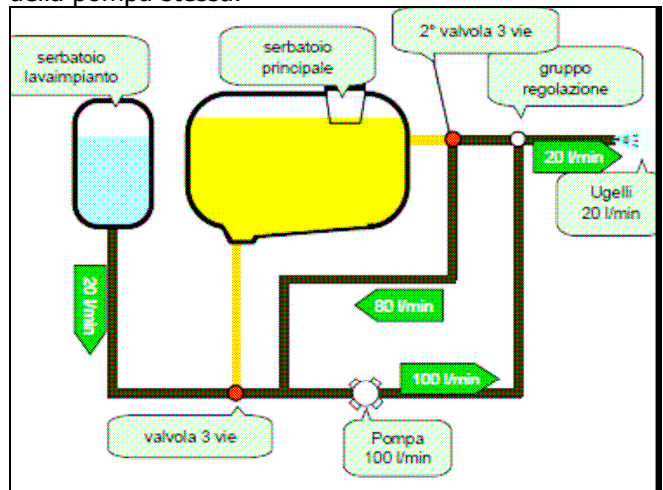 della pompa stessa.
serbatoio
lavaimpianto
serbatoio
principale
2° valvola 3 vie
gruppo
regolazione
20 l/min
Ugelli
20 l/min
20 l/min
80 l/min
100 l/min
valvola 3 vie
Pompa
100 l/min